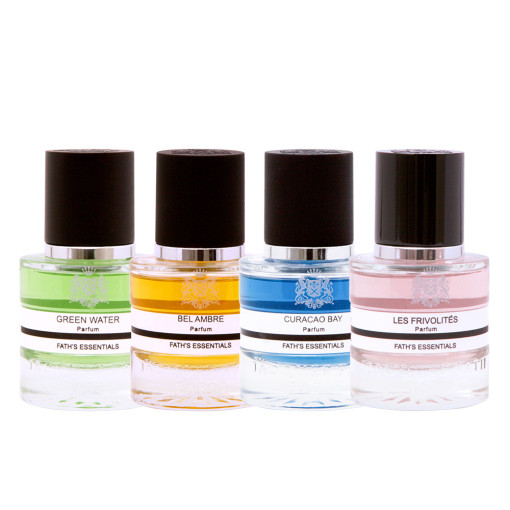 GREEN WATER
Parfum
FATH'S ESSENTIALS
BEL AMBRE
Parfum
FATH'S ESSENTIALS
CURACAO BAY
Parfum
FATH'S ESSENTIALS
LES FRIVOLITÉS
Parfum
FATH'S ESSENTIALS